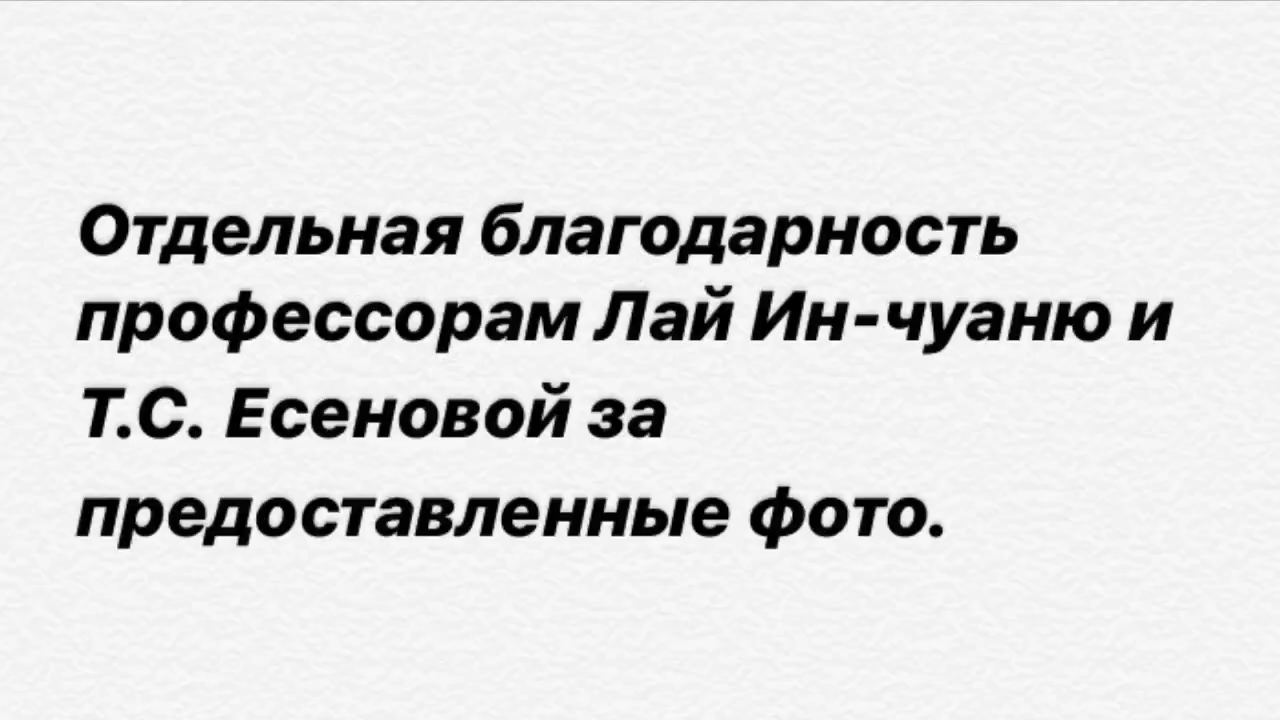 Отдельная благодарность
профессорам Лай Ин-чуаню и
Т.С. Есеновой за
предоставленные фото.